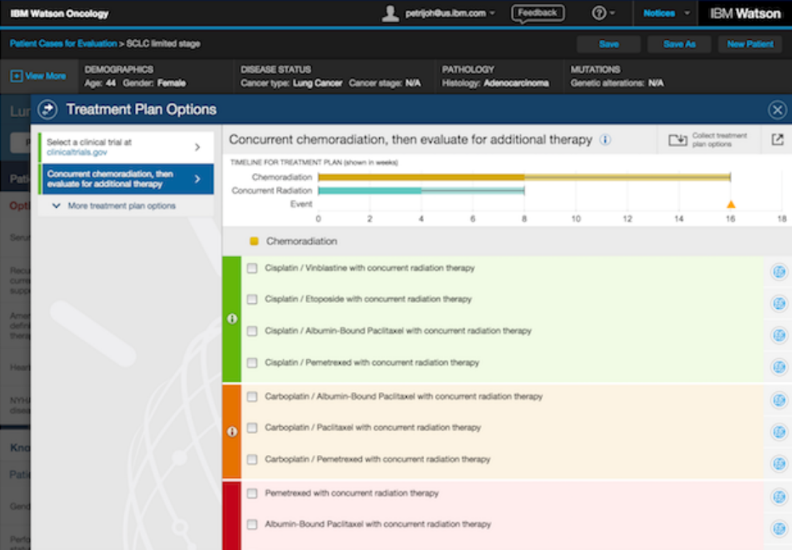 IBM Watson Oncology
petrijoh@us.ibm.com
Feedback
Notices
IBM Watson
Patient Cases for Evaluation > SCLC limited stage
Save
Save As
New Patient
View More
DEMOGRAPHICS
Age: 44 Gender: Female
DISEASE STATUS
Cancer type: Lung Cancer Cancer stage: N/A
PATHOLOGY
Histology: Adenocarcinoma
MUTATIONS
Genetic alterations: N/A
Treatment Plan Options
Select a clinical trial at
clinicaltrials.gov
Concurrent chemoradiation, then
evaluate for additional therapy
More treatment plan options
Concurrent chemoradiation, then evaluate for additional therapy
Collect treatment
plan options
TIMELINE FOR TREATMENT PLAN (shown in weeks)
Chemoradiation
Concurrent Radiation
Event
0 2 4 6 8 10 12 14 16 18
Chemoradiation
Cisplatin / Vinblastine with concurrent radiation therapy
Cisplatin / Etoposide with concurrent radiation therapy
Cisplatin / Albumin-Bound Paclitaxel with concurrent radiation therapy
Cisplatin / Pemetrexed with concurrent radiation therapy
Carboplatin / Albumin-Bound Paclitaxel with concurrent radiation therapy
Carboplatin / Paclitaxel with concurrent radiation therapy
Carboplatin / Pemetrexed with concurrent radiation therapy
Pemetrexed with concurrent radiation therapy
Albumin-Bound Paclitaxel with concurrent radiation therapy